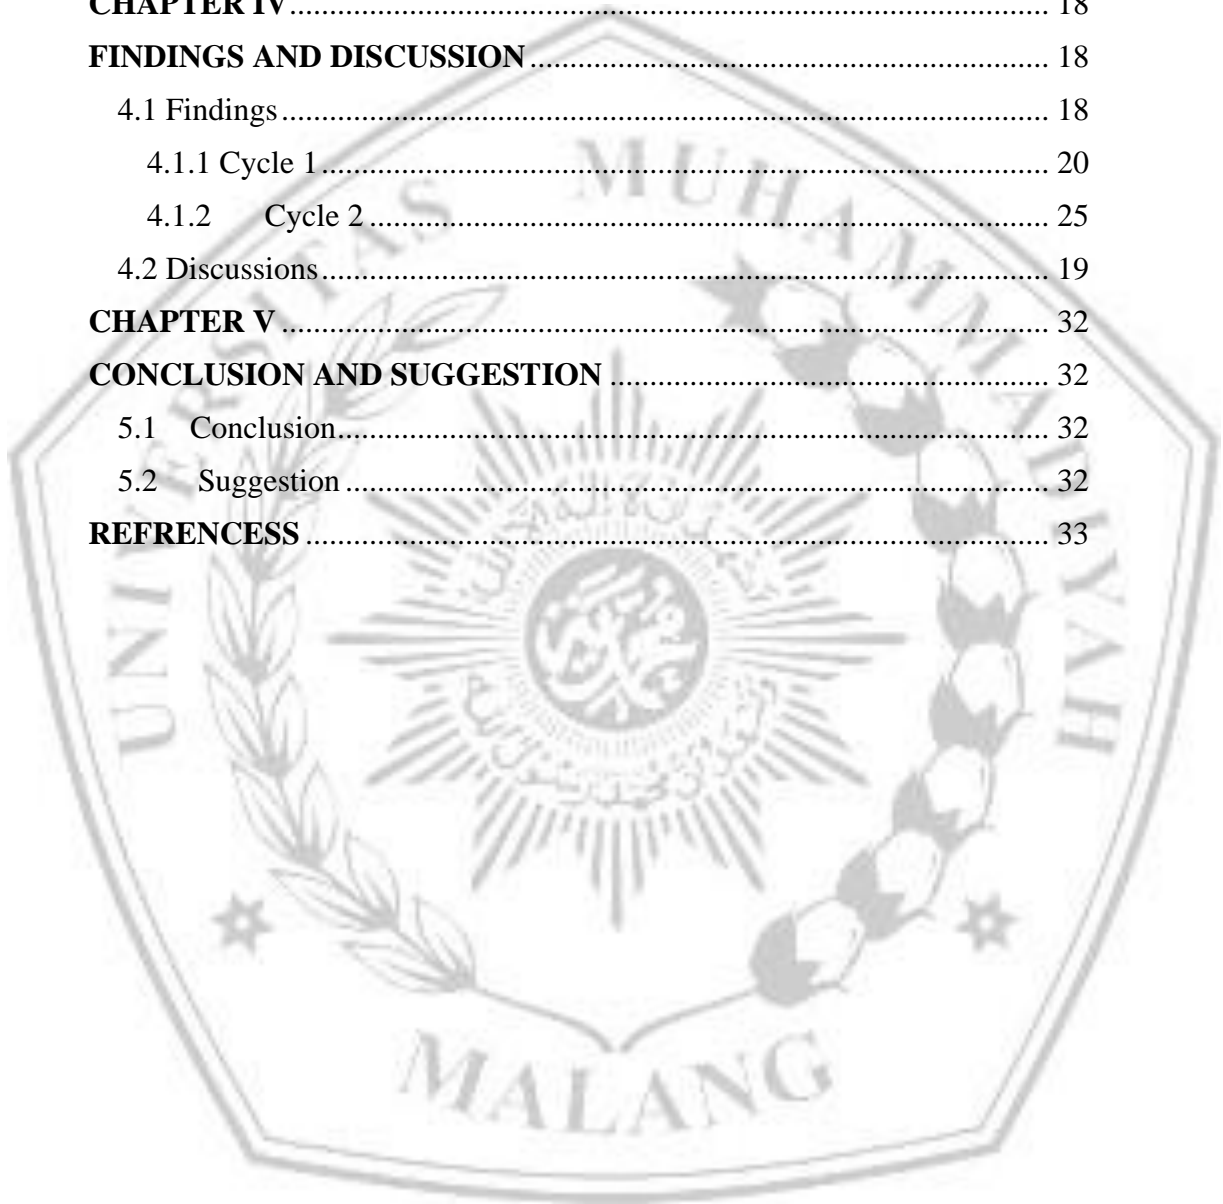 CHAPTER IV........................................................................................ 18
FINDINGS AND DISCUSSION.............................................................. 18
4.1 Findings........................................................................................... 18
4.1.1 Cycle 1...................................................................................... 20
4.1.2 Cycle 2................................................................................ 25
4.2 Discussions...................................................................................... 19
CHAPTER V........................................................................................... 32
CONCLUSION AND SUGGESTION.................................................... 32
5.1 Conclusion.................................................................................... 32
5.2 Suggestion................................................................................... 32
REFRENCESS........................................................................................ 33
UNIVERSITAS MUHAMMADIYAH
MALANG